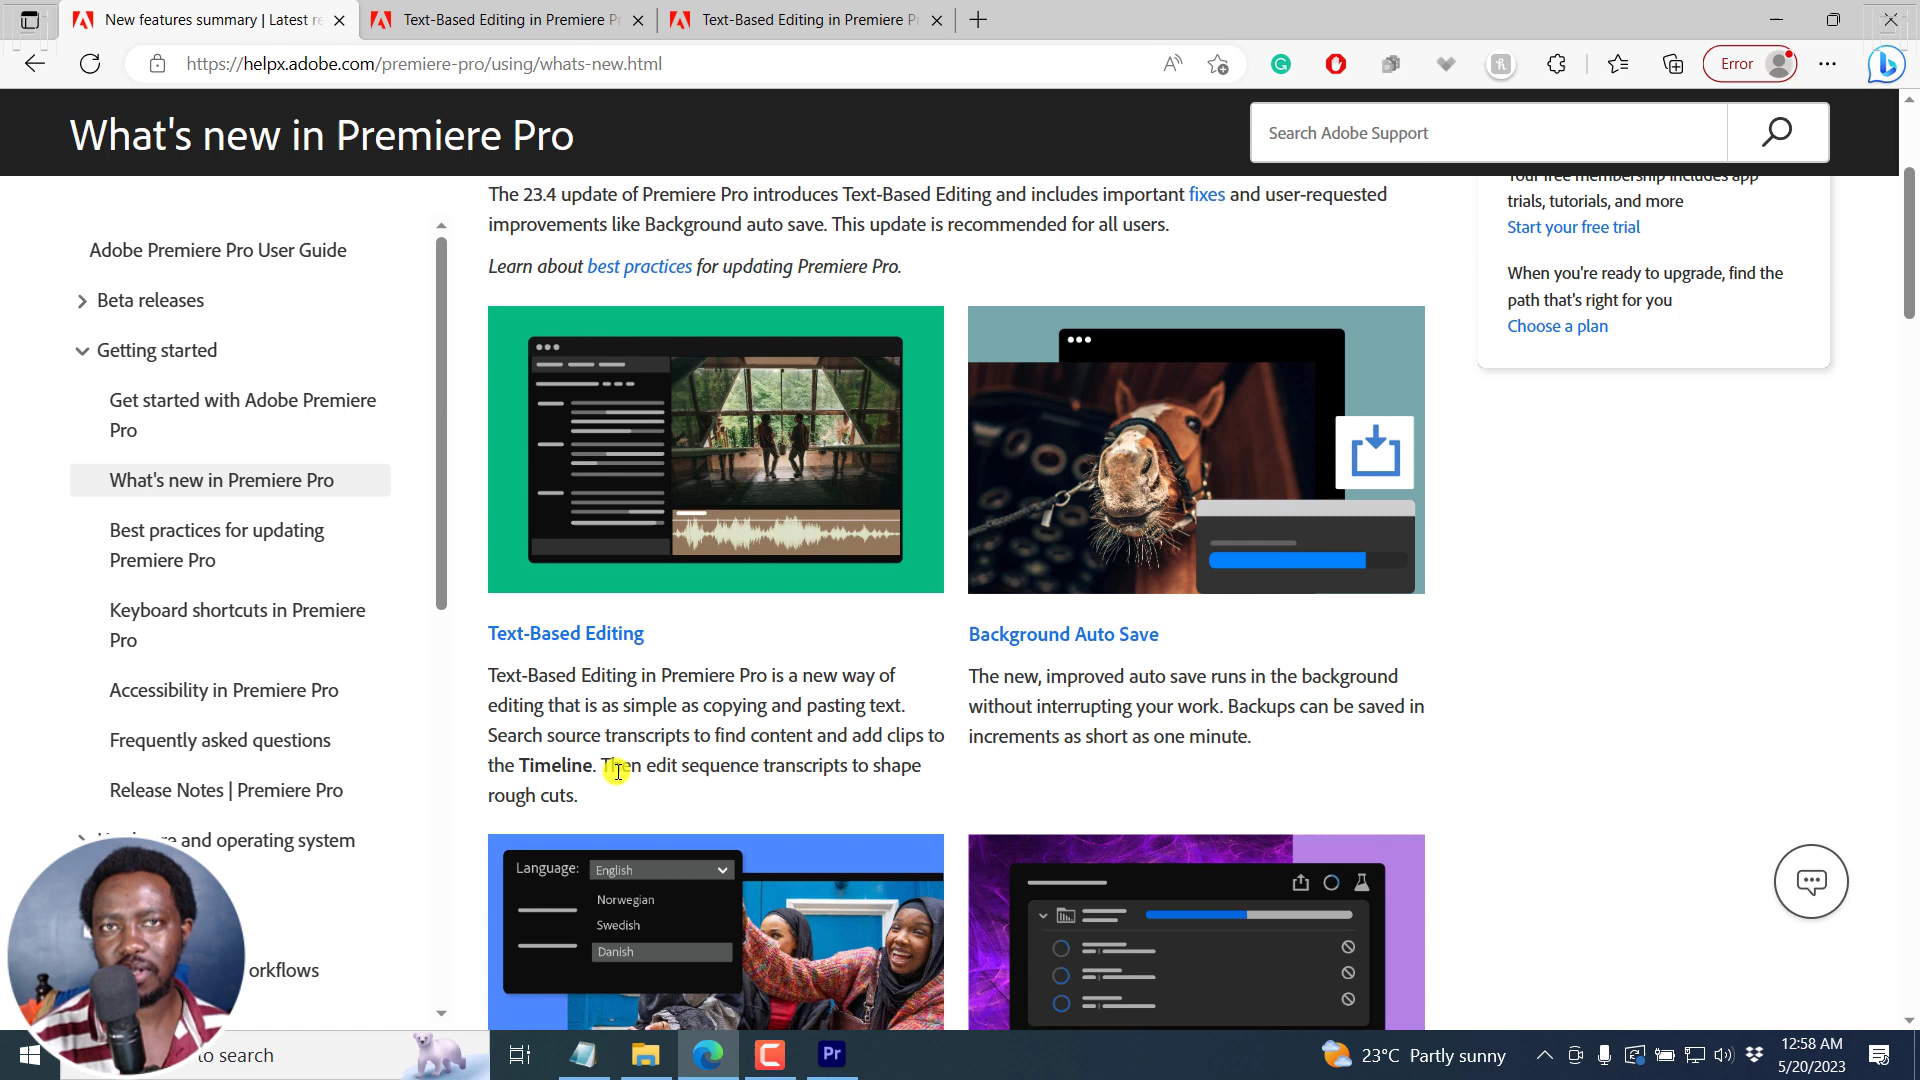 New features summary | Latest re
Text-Based Editing in Premiere P
Text-Based Editing in Premiere P
https://helpx.adobe.com/premiere-pro/using/whats-new.html
Error
What's new in Premiere Pro
Search Adobe Support
Adobe Premiere Pro User Guide
Beta releases
Getting started
Get started with Adobe Premiere
Pro
What's new in Premiere Pro
Best practices for updating
Premiere Pro
Keyboard shortcuts in Premiere
Pro
Accessibility in Premiere Pro
Frequently asked questions
Release Notes | Premiere Pro
and operating system
orkflows
The 23.4 update of Premiere Pro introduces Text-Based Editing and includes important fixes and user-requested
improvements like Background auto save. This update is recommended for all users.
Learn about best practices for updating Premiere Pro.
Text-Based Editing
Text-Based Editing in Premiere Pro is a new way of
editing that is as simple as copying and pasting text.
Search source transcripts to find content and add clips to
the Timeline. Then edit sequence transcripts to shape
rough cuts.
Background Auto Save
The new, improved auto save runs in the background
without interrupting your work. Backups can be saved in
increments as short as one minute.
Language: English
Norwegian
Swedish
Danish
Your free membership includes app
trials, tutorials, and more
Start your free trial
When you're ready to upgrade, find the
path that's right for you
Choose a plan
to search
Pr
23°C Partly sunny
12:58 AM
5/20/2023